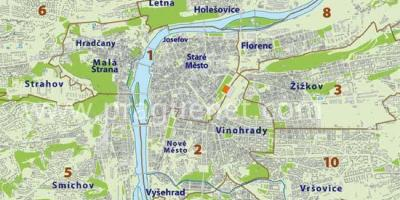 Letna
Holešovice
6
8
Hradčany
Josefov
1
Florenc
Staré
Město
Malá
Strana
Strahov
Žižkov
3
Vinohrady
Nové
Město
2
5
10
Smíchov
Vyšehrad
Vršovice